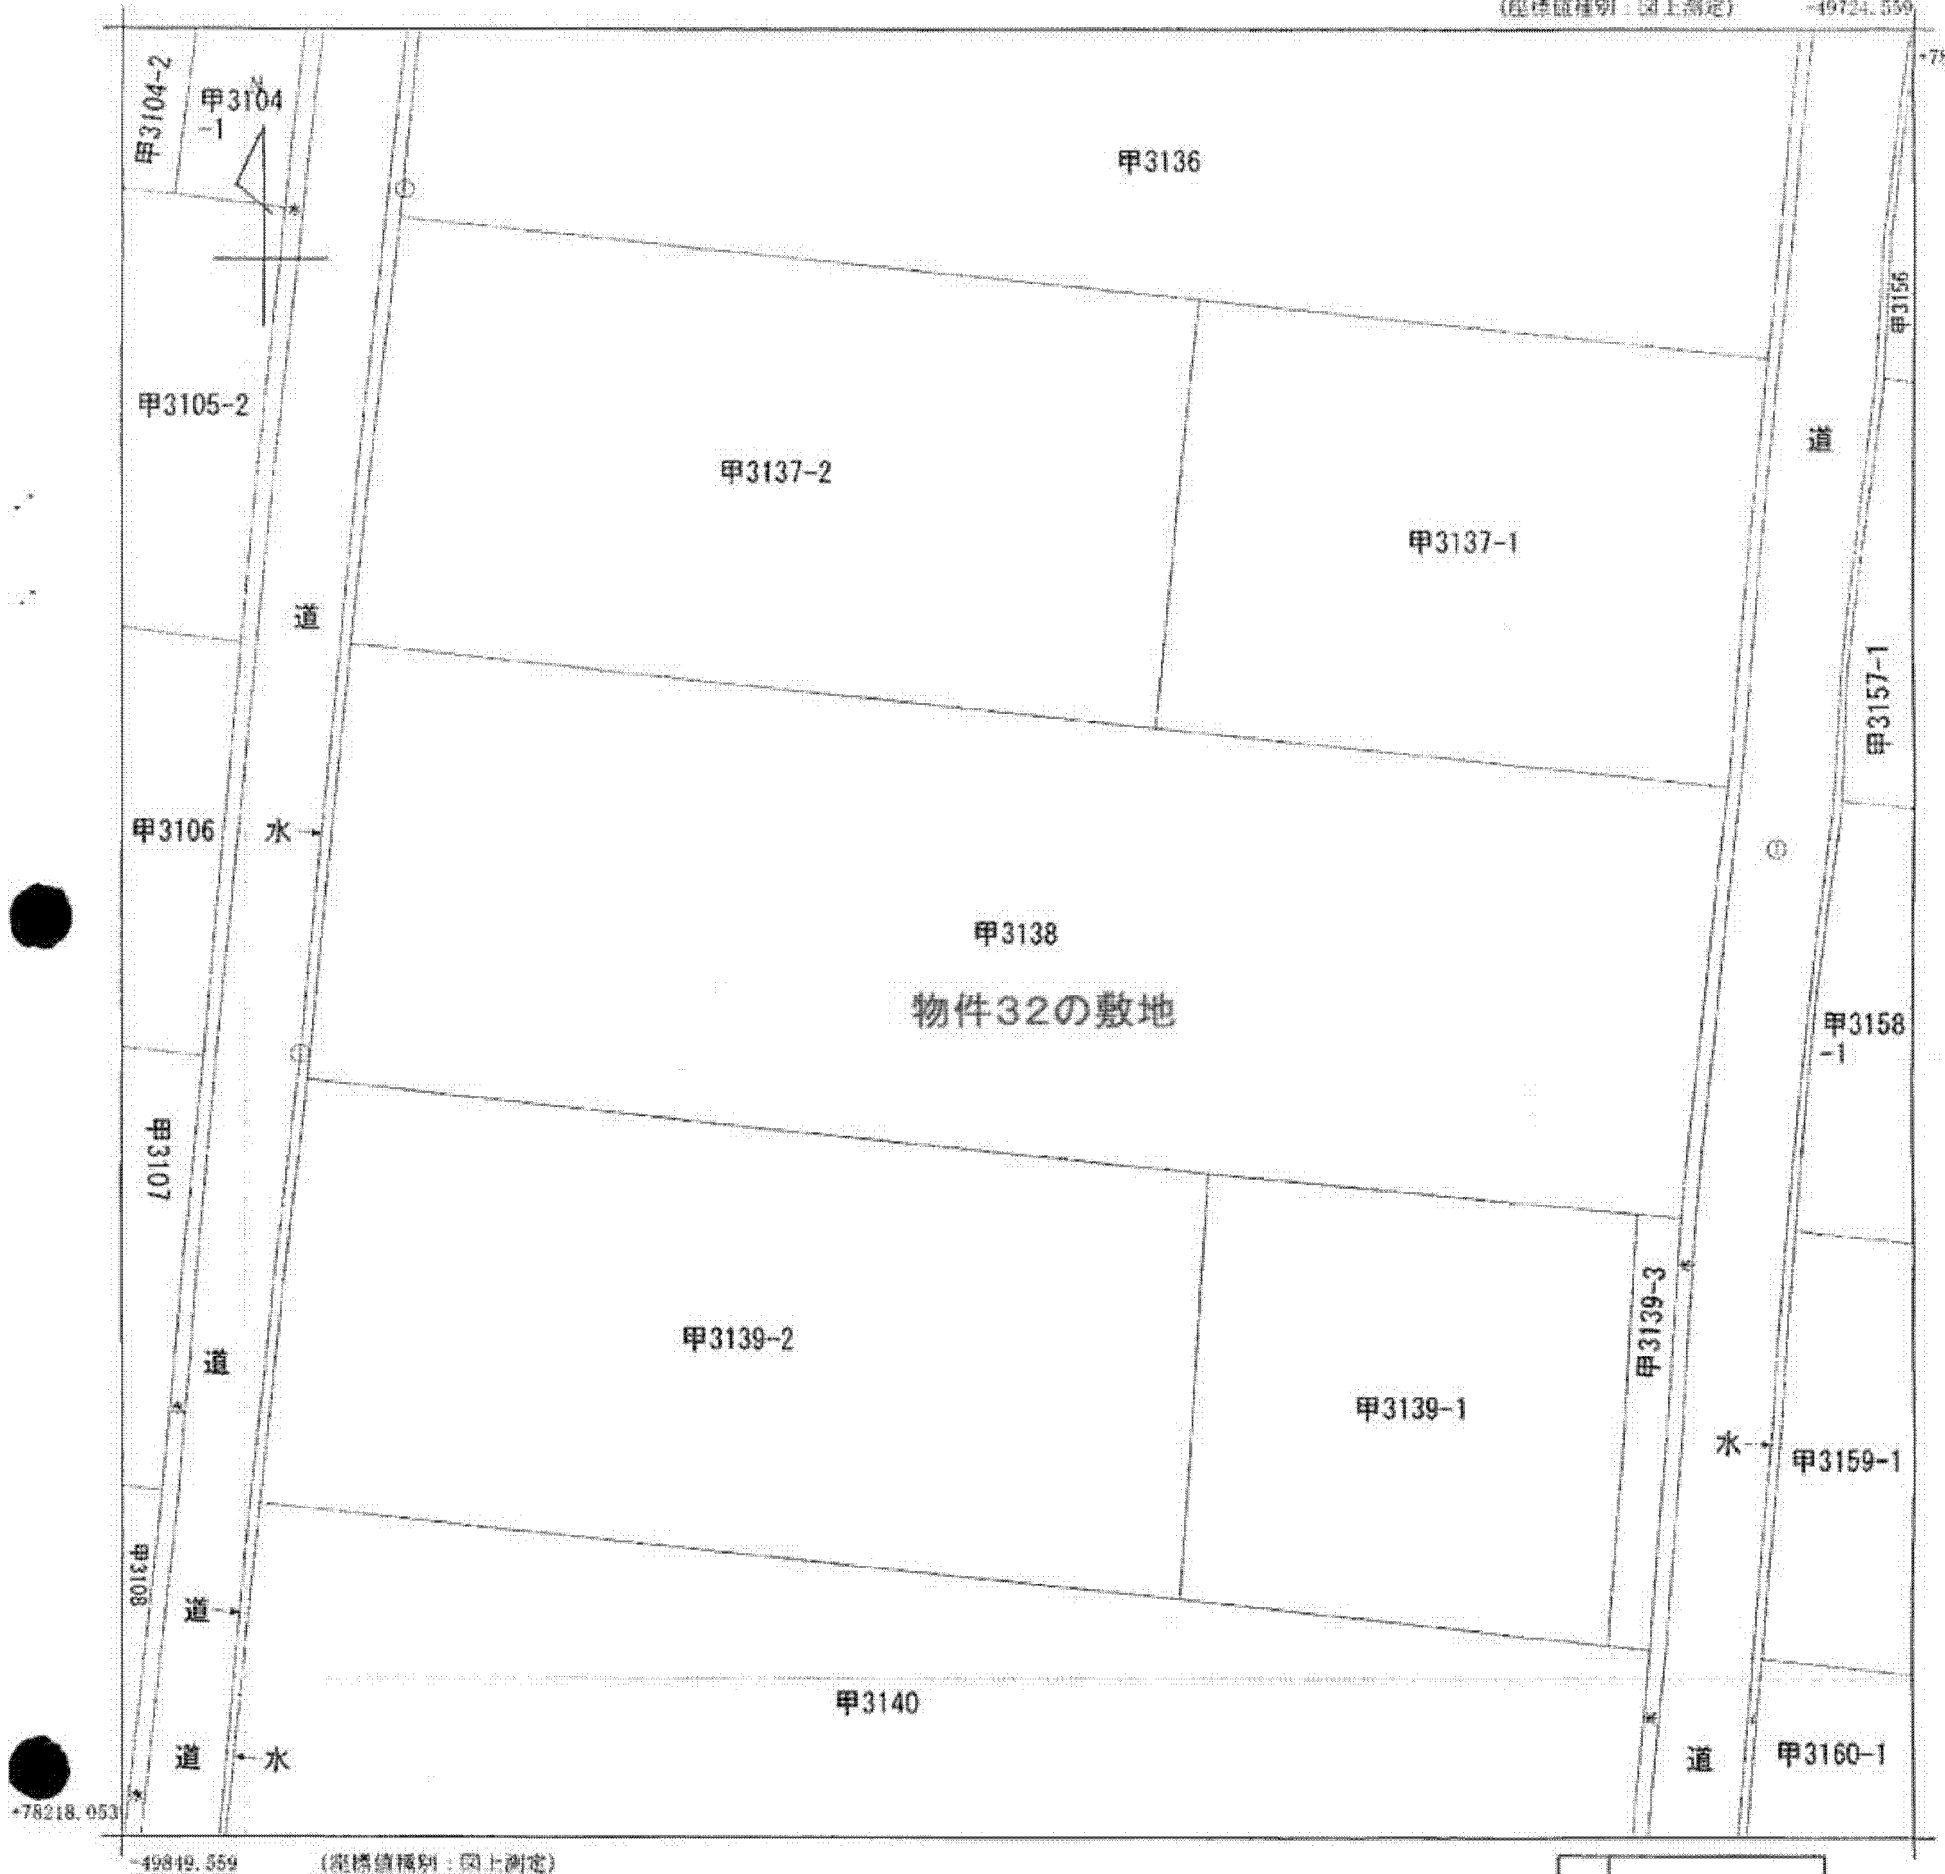 (座標値種別：図上測定)
-49724.559
+78
甲3104-2
甲3104
-1
甲3136
甲3156
甲3105-2
道
甲3137-2
甲3137-1
道
甲3157-1
甲3106
水
甲3138
物件32の敷地
甲3158
-1
甲3107
甲3139-3
甲3139-2
道
甲3139-1
水
甲3159-1
甲3108
道
甲3140
道
水
道
甲3160-1
+78218.053
-49849.559
(座標値種別：図上測定)